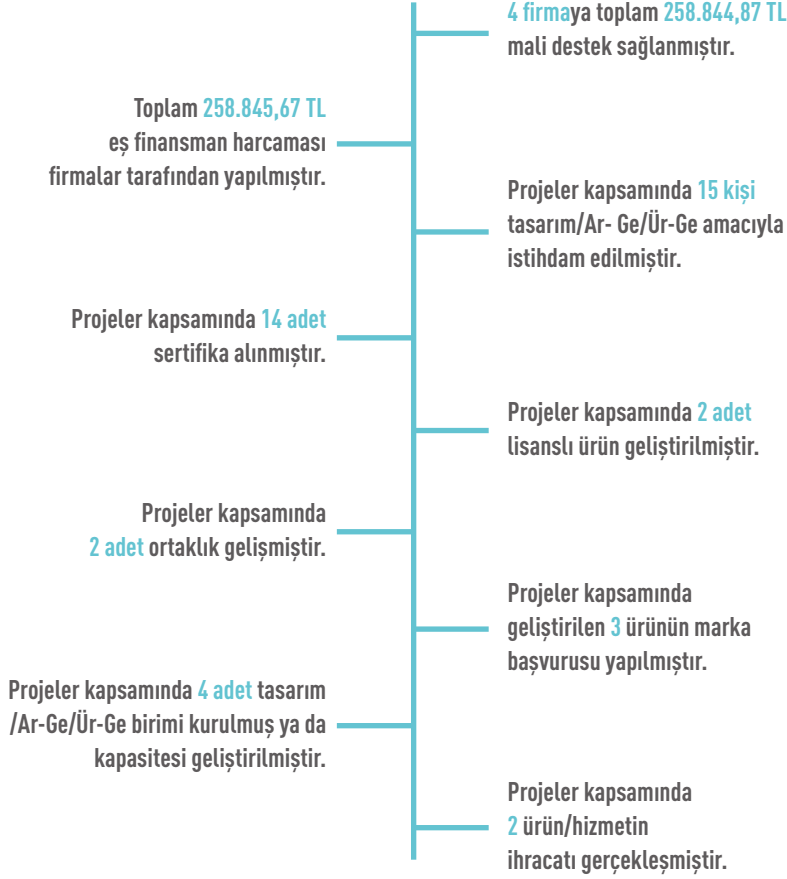 4 firmaya toplam 258.844,87 TL
mali destek sağlanmıştır.
Toplam 258.845,67 TL
eş finansman harcaması
firmalar tarafından yapılmıştır.
Projeler kapsamında 15 kişi
tasarım/Ar- Ge/Ür-Ge amacıyla
istihdam edilmiştir.
Projeler kapsamında 14 adet
sertifika alınmıştır.
Projeler kapsamında 2 adet
lisanslı ürün geliştirilmiştir.
Projeler kapsamında
2 adet ortaklık gelişmiştir.
Projeler kapsamında
geliştirilen 3 ürünün marka
başvurusu yapılmıştır.
Projeler kapsamında 4 adet tasarım
/Ar-Ge/Ür-Ge birimi kurulmuş ya da
kapasitesi geliştirilmiştir.
Projeler kapsamında
2 ürün/hizmetin
ihracatı gerçekleşmiştir.